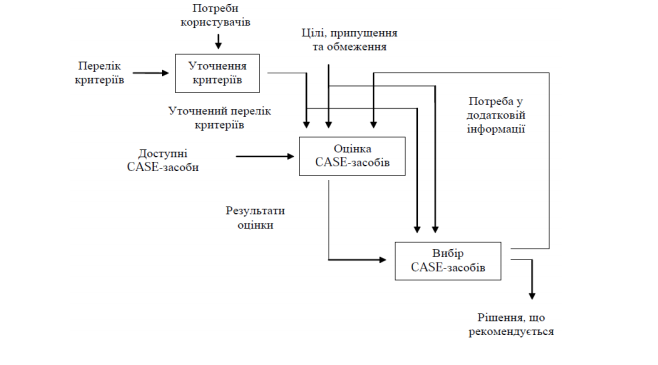 Потреби
користувачів
Цілі, припущення
та обмеження
Перелік
критеріїв
Уточнення
критеріїв
Потреба у
додатковій
інформації
Уточнений перелік
критеріїв
Доступні
CASE-засоби
Оцінка
CASE-засобів
Результати
оцінки
Вибір
CASE-засобів
Рішення, що
рекомендується